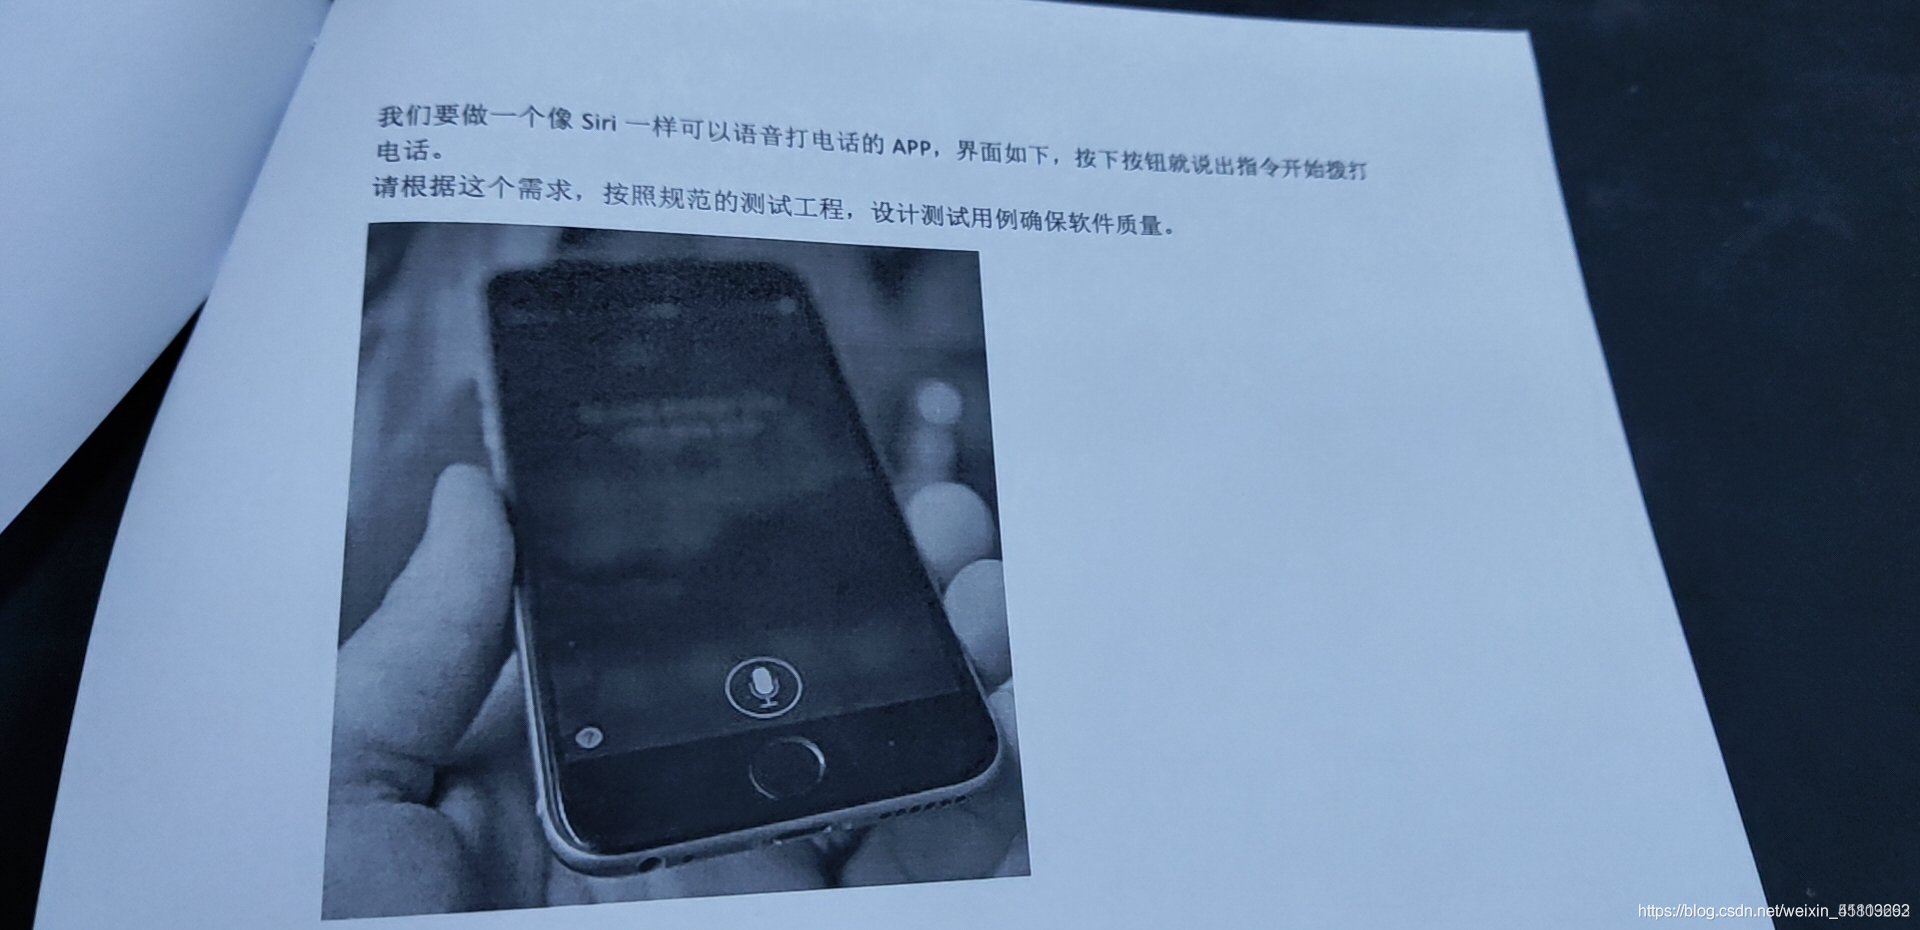 我们要做一个像 Siri 一样可以语音打电话的 APP，界面如下，按下按钮就说出指令开始拨打
电话。
请根据这个需求，按照规范的测试工程，设计测试用例确保软件质量。
?
https://blog.csdn.net/weixin_